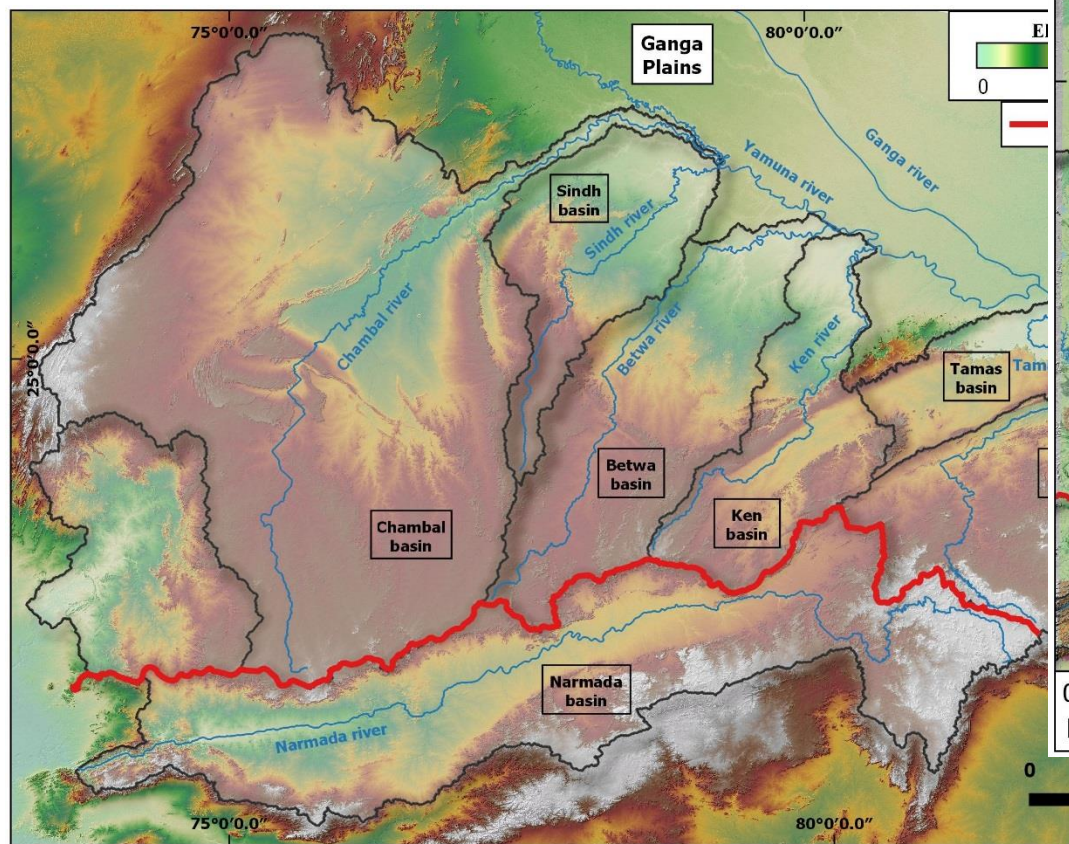 75°0'0.0"
80°0'0.0"
Ganga
Plains
0
Ganga river
Yamuna river
Sindh
basin
Sindh river
Chambal river
25°0'0.0"
Betwa river
Ken river
Tamas
basin
Betwa
basin
Chambal
basin
Ken
basin
Narmada
basin
Narmada river
0
75°0'0.0"
80°0'0.0"